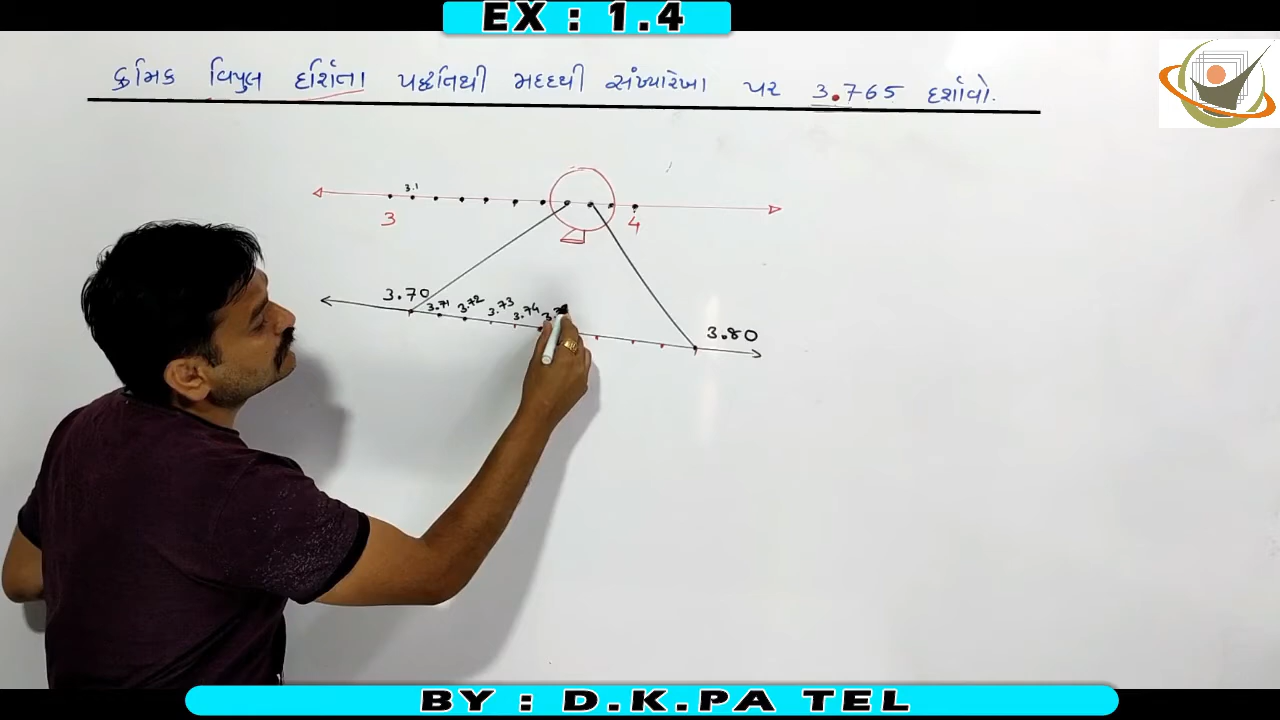 EX : 1.4
ક્રમિક વિપુલ દર્શિતા પદ્ધતિથી મદદથી સંખ્યારેખા પર 3.765 દર્શાવો.
3.1
3 4
3.70 3.71 3.72 3.73 3.74 3.80
BY : D.K.PA TEL